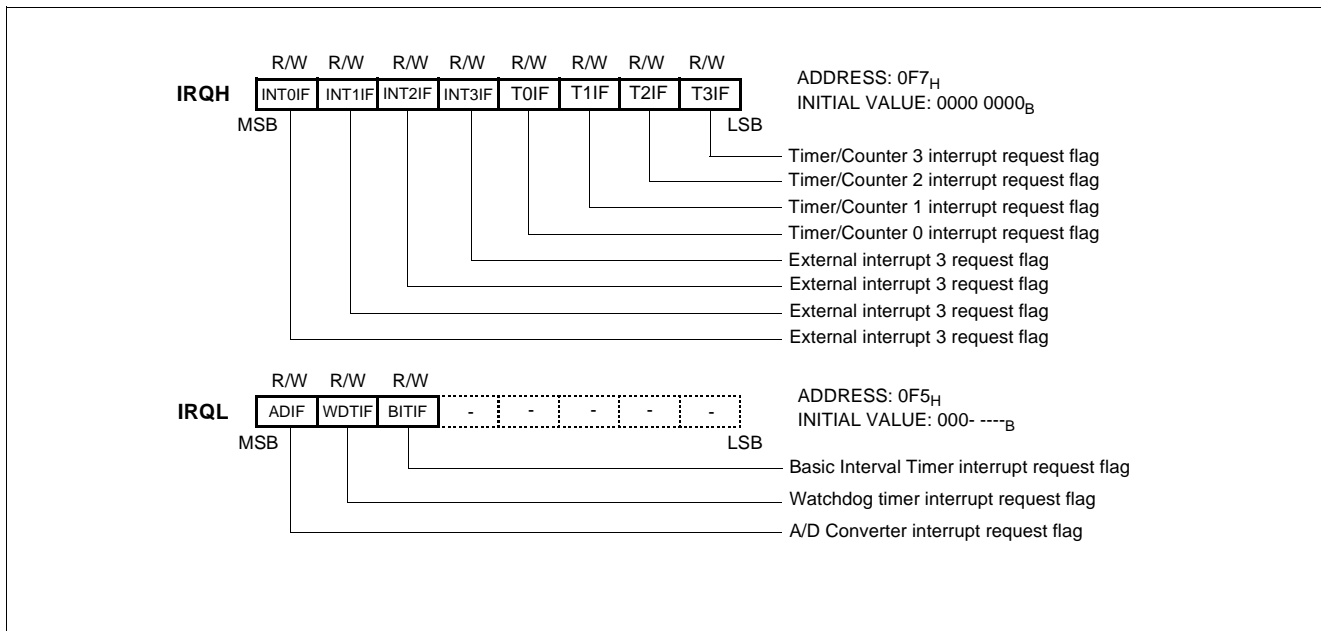 R/W R/W R/W R/W R/W R/W R/W R/W
IRQH INT0IF INT1IF INT2IF INT3IF T0IF T1IF T2IF T3IF
ADDRESS: 0F7H
INITIAL VALUE: 0000 0000B
MSB LSB
Timer/Counter 3 interrupt request flag
Timer/Counter 2 interrupt request flag
Timer/Counter 1 interrupt request flag
Timer/Counter 0 interrupt request flag
External interrupt 3 request flag
External interrupt 3 request flag
External interrupt 3 request flag
External interrupt 3 request flag
R/W R/W R/W
IRQL ADIF WDTIF BITIF - - - - -
ADDRESS: 0F5H
INITIAL VALUE: 000- ----B
MSB LSB
Basic Interval Timer interrupt request flag
Watchdog timer interrupt request flag
A/D Converter interrupt request flag